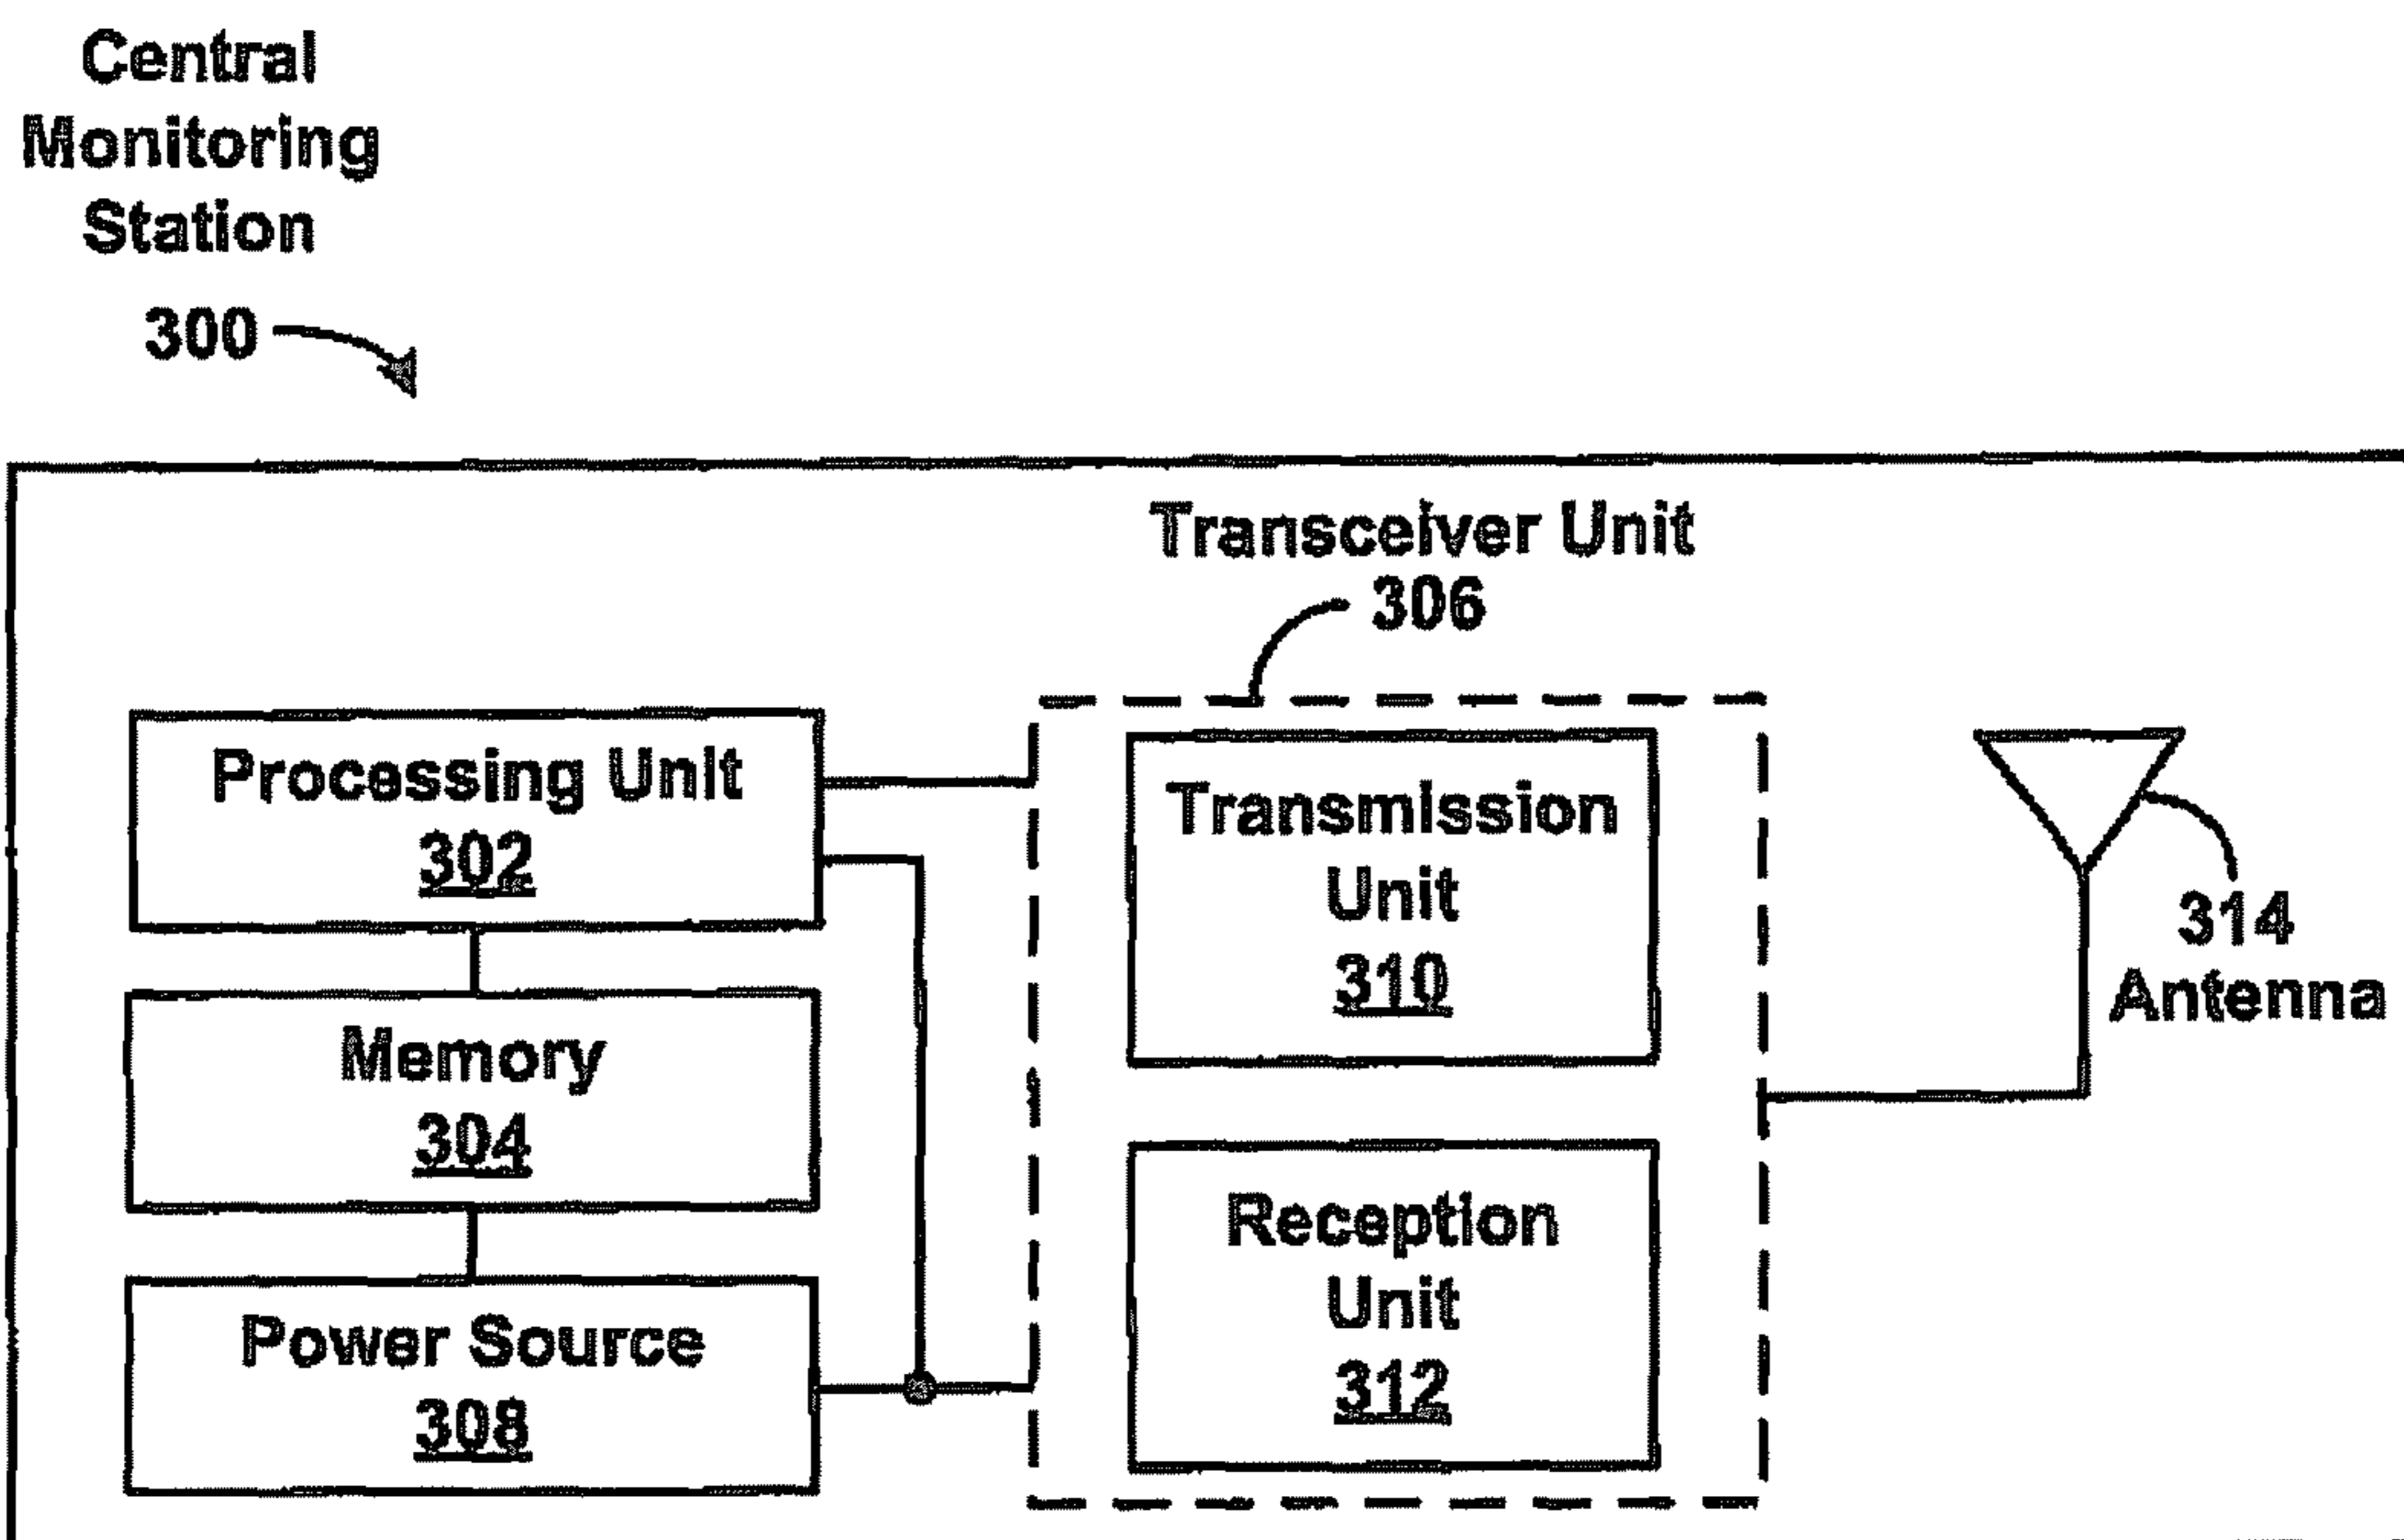 Central
Monitoring
Station
300
Transceiver Unit
306
Processing Unit
302
Memory
304
Power Source
308
Transmission
Unit
310
Reception
Unit
312
314
Antenna